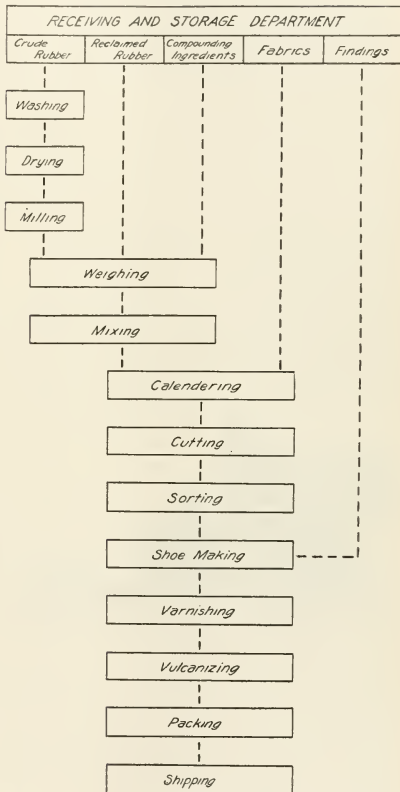 RECEIVING AND STORAGE DEPARTMENT
Crude Rubber
Reclaimed Rubber
Compounding Ingredients
Fabrics
Findings
Washing
Drying
Milling
Weighing
Mixing
Calendering
Cutting
Sorting
Shoe Making
Varnishing
Vulcanizing
Packing
Shipping